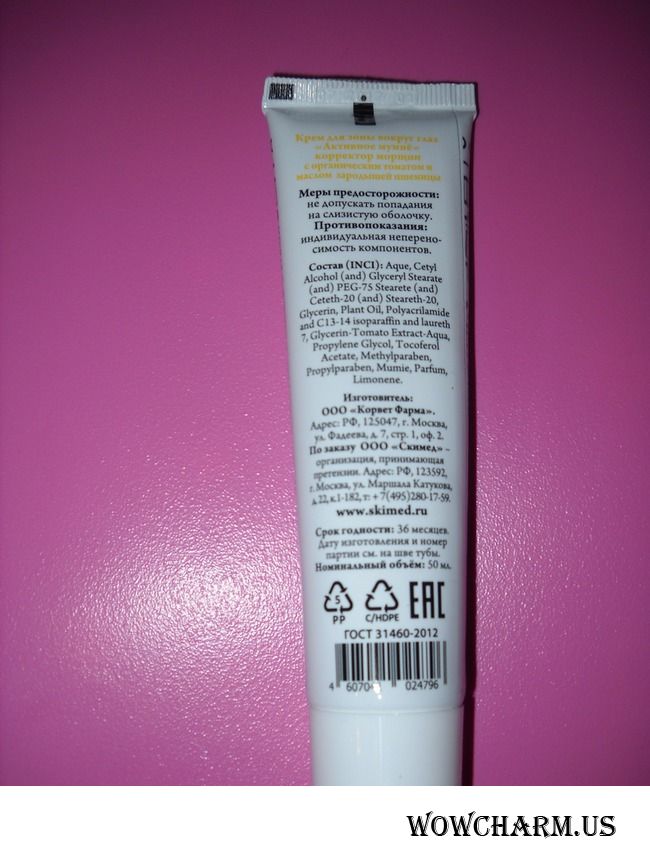 Крем для зоны вокруг глаз
«Активное мумиё»
корректор морщин
с органическим томатом и
маслом зародышей пшеницы
Меры предосторожности:
не допускать попадания
на слизистую оболочку.
Противопоказания:
индивидуальная неперено-
симость компонентов.
Состав (INCI): Aque, Cetyl
Alcohol (and) Glyceryl Stearate
(and) PEG-75 Stearete (and)
Ceteth-20 (and) Steareth-20,
Glycerin, Plant Oil, Polyacrilamide
and C13-14 isoparaffin and laureth
7, Glycerin-Tomato Extract-Aqua,
Propylene Glycol, Tocoferol
Acetate, Methylparaben,
Propylparaben, Mumie, Parfum,
Limonene.
Изготовитель:
ООО «Корвет Фарма».
Адрес: РФ, 125047, г. Москва,
ул. Фадеева, д. 7, стр. 1, оф. 2.
По заказу ООО «Скимед» –
организация, принимающая
претензии. Адрес: РФ, 123592,
г. Москва, ул. Маршала Катукова,
д. 22, к.1-182, т: +7(495)280-17-59.
www.skimed.ru
Срок годности: 36 месяцев.
Дату изготовления и номер
партии см. на шве тубы.
Номинальный объём: 50 мл.
5
PP
C/HDPE
EAC
ГОСТ 31460-2012
4 6070 024796
WOWCHARM.US